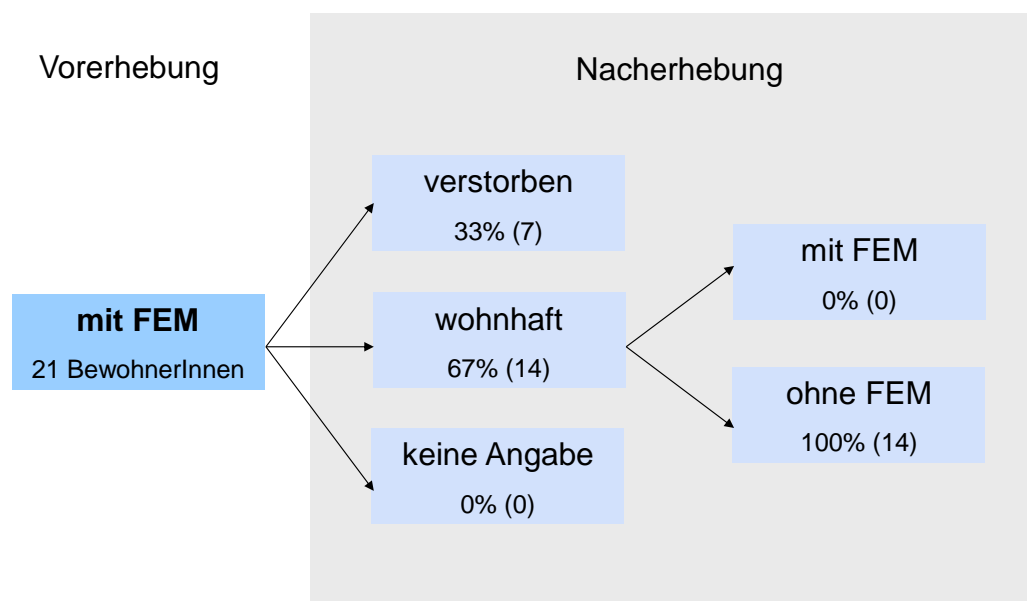 Vorerhebung
Nacherhebung
mit FEM
21 BewohnerInnen
verstorben
33% (7)
wohnhaft
67% (14)
keine Angabe
0% (0)
mit FEM
0% (0)
ohne FEM
100% (14)